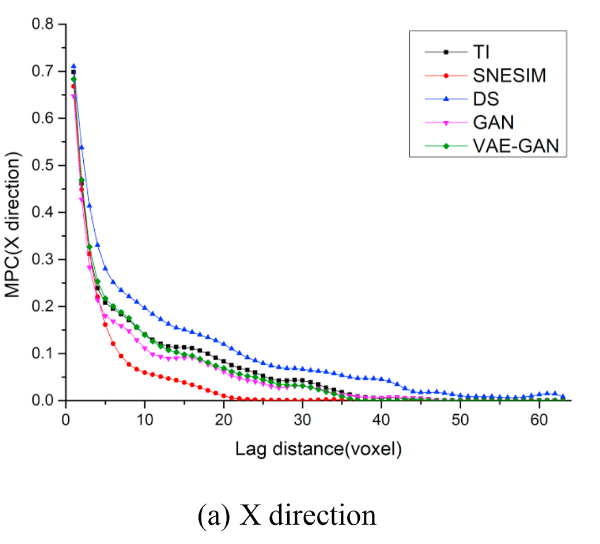 0.8
0.7
0.6
0.5
0.4
0.3
0.2
0.1
0.0
MPC(X direction)
TI
SNESIM
DS
GAN
VAE-GAN
0 10 20 30 40 50 60
Lag distance(voxel)
(a) X direction